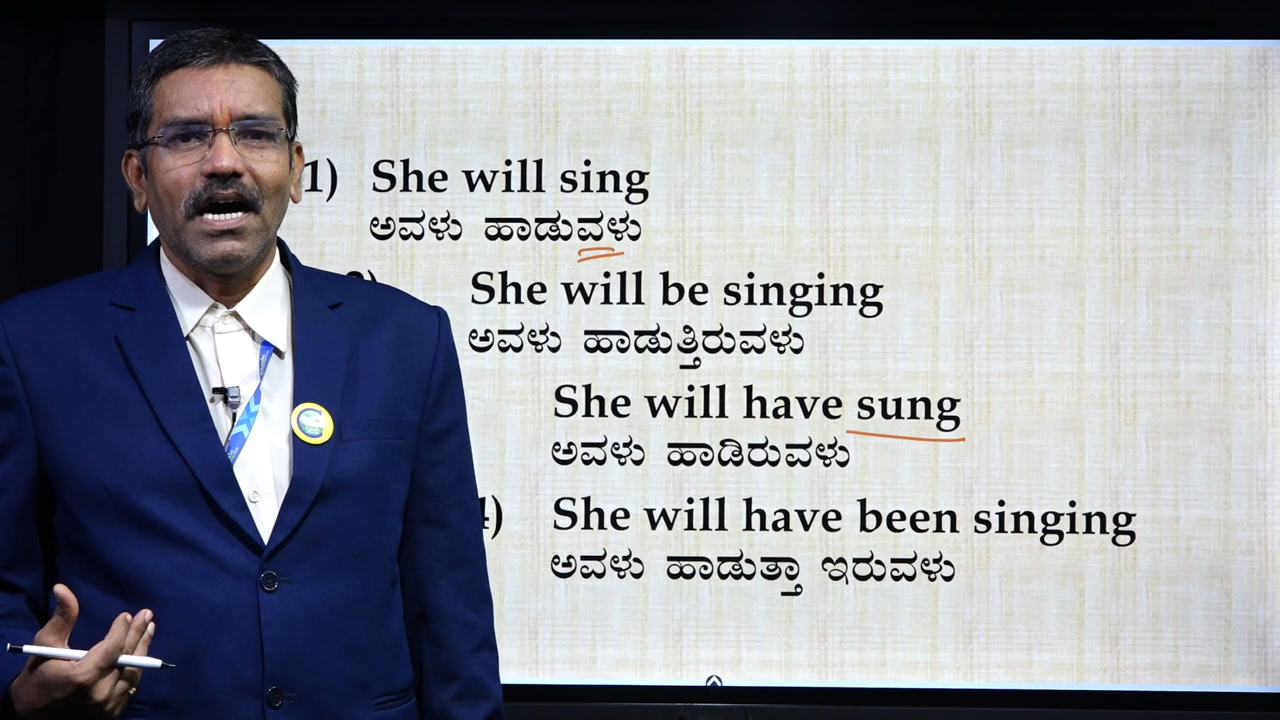 1) She will sing
ಅವಳು ಹಾಡುವಳು
She will be singing
ಅವಳು ಹಾಡುತ್ತಿರುವಳು
She will have sung
ಅವಳು ಹಾಡಿರುವಳು
4) She will have been singing
ಅವಳು ಹಾಡುತ್ತಾ ಇರುವಳು